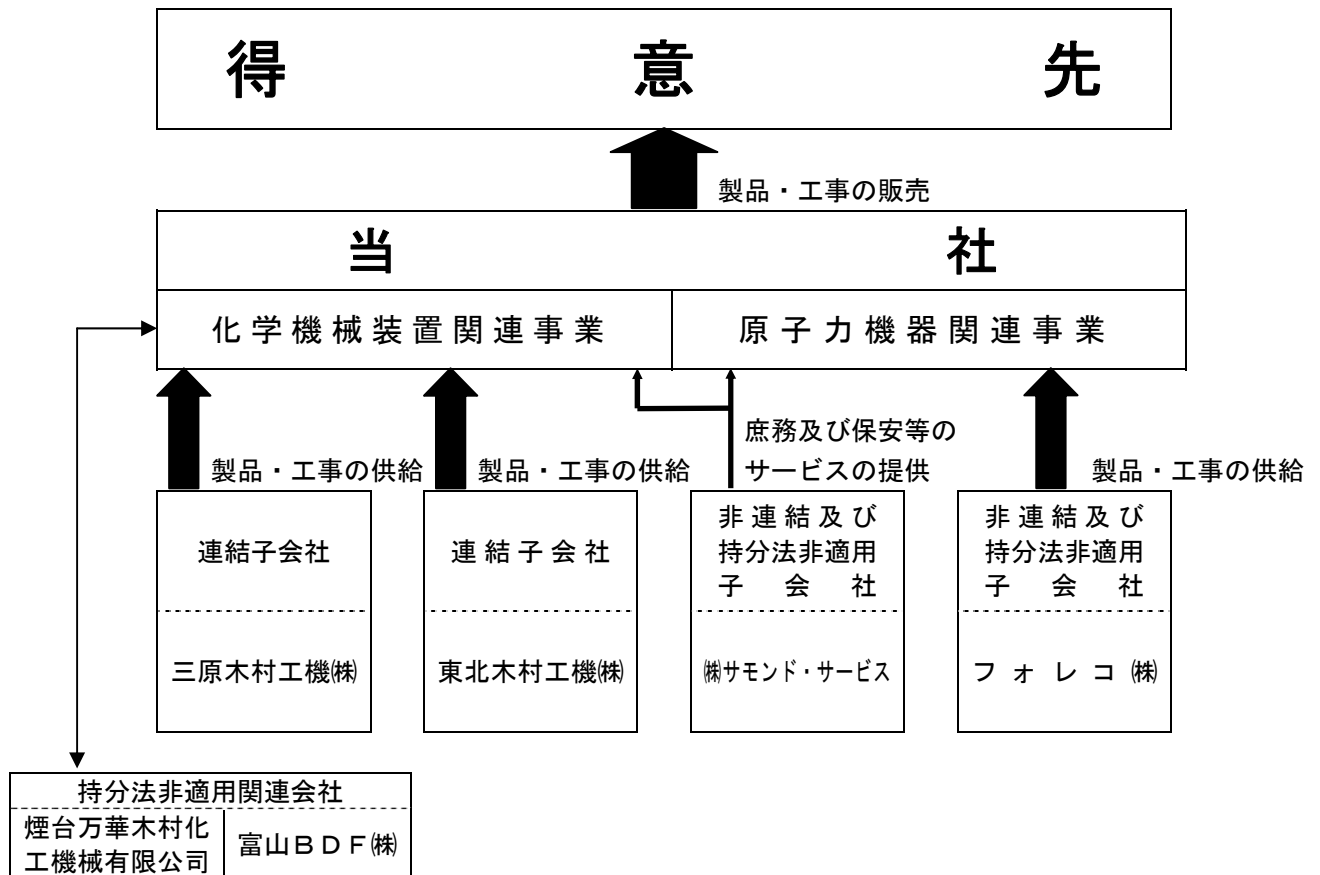 得意先
製品・工事の販売
当社
化学機械装置関連事業
原子力機器関連事業
庶務及び保安等の
サービスの提供
製品・工事の供給
製品・工事の供給
製品・工事の供給
連結子会社
三原木村工機㈱
連結子会社
東北木村工機㈱
非連結及び
持分法非適用
子会社
㈱サモンド・サービス
非連結及び
持分法非適用
子会社
フォレコ㈱
持分法非適用関連会社
煙台万華木村化
工機械有限公司
富山ＢＤＦ㈱